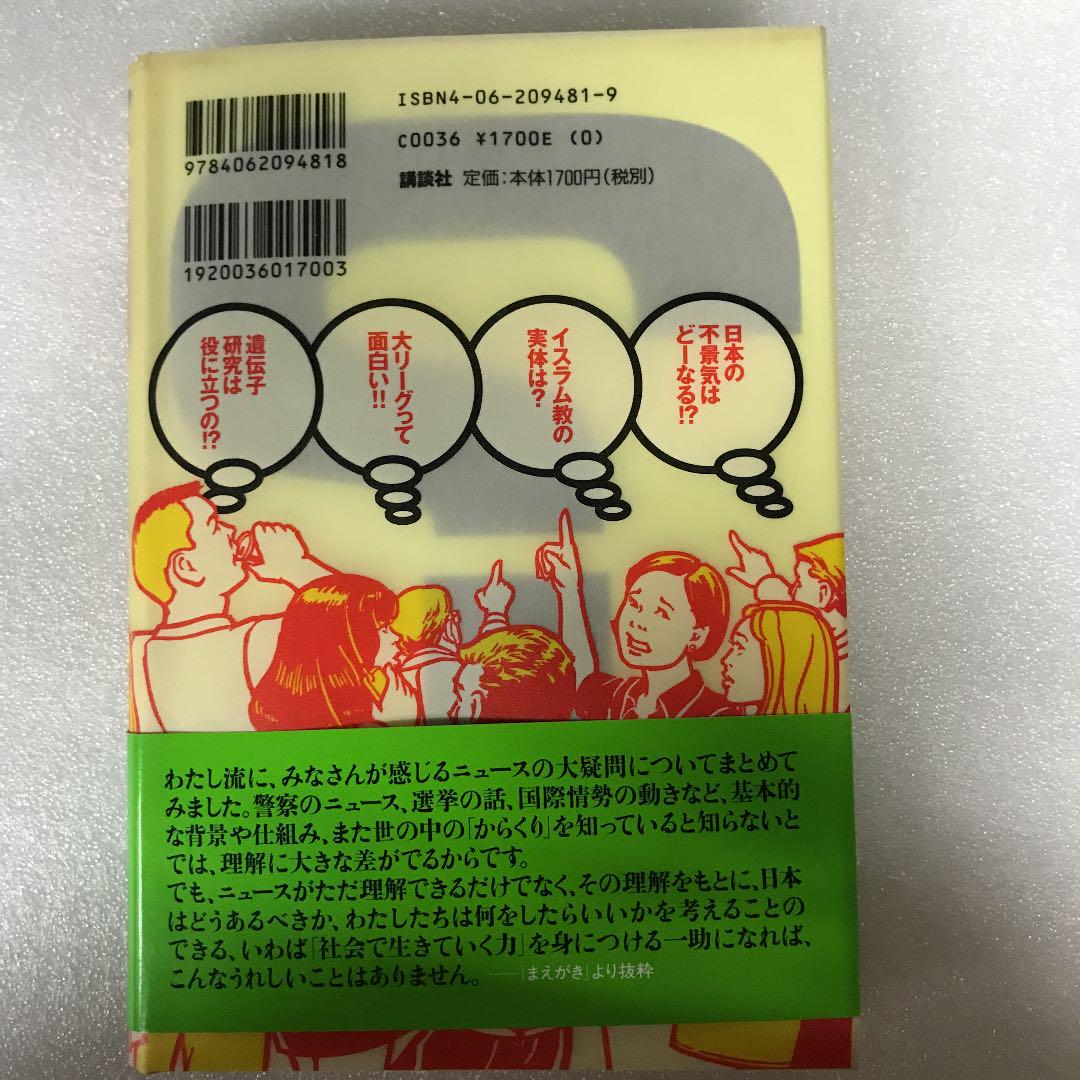 ISBN4-06-209481-9
C0036 ¥1700E (0)
講談社 定価:本体1700円(税別)
9784062094818
1920036017003
日本の
不景気は
どーなる!?
イスラム教の
実体は?
大リーグって
面白い!!
遺伝子
研究は
役に立つの!?
わたし流に、みなさんが感じるニュースの大疑問についてまとめて
みました。警察のニュース、選挙の話、国際情勢の動きなど、基本的
な背景や仕組み、また世の中の「からくり」を知っていると知らないと
では、理解に大きな差がでるからです。
でも、ニュースがただ理解できるだけでなく、その理解をもとに、日本
はどうあるべきか、わたしたちは何をしたらいいかを考えることの
できる、いわば「社会で生きていく力」を身につける一助になれば、
こんなうれしいことはありません。――「まえがき」より抜粋